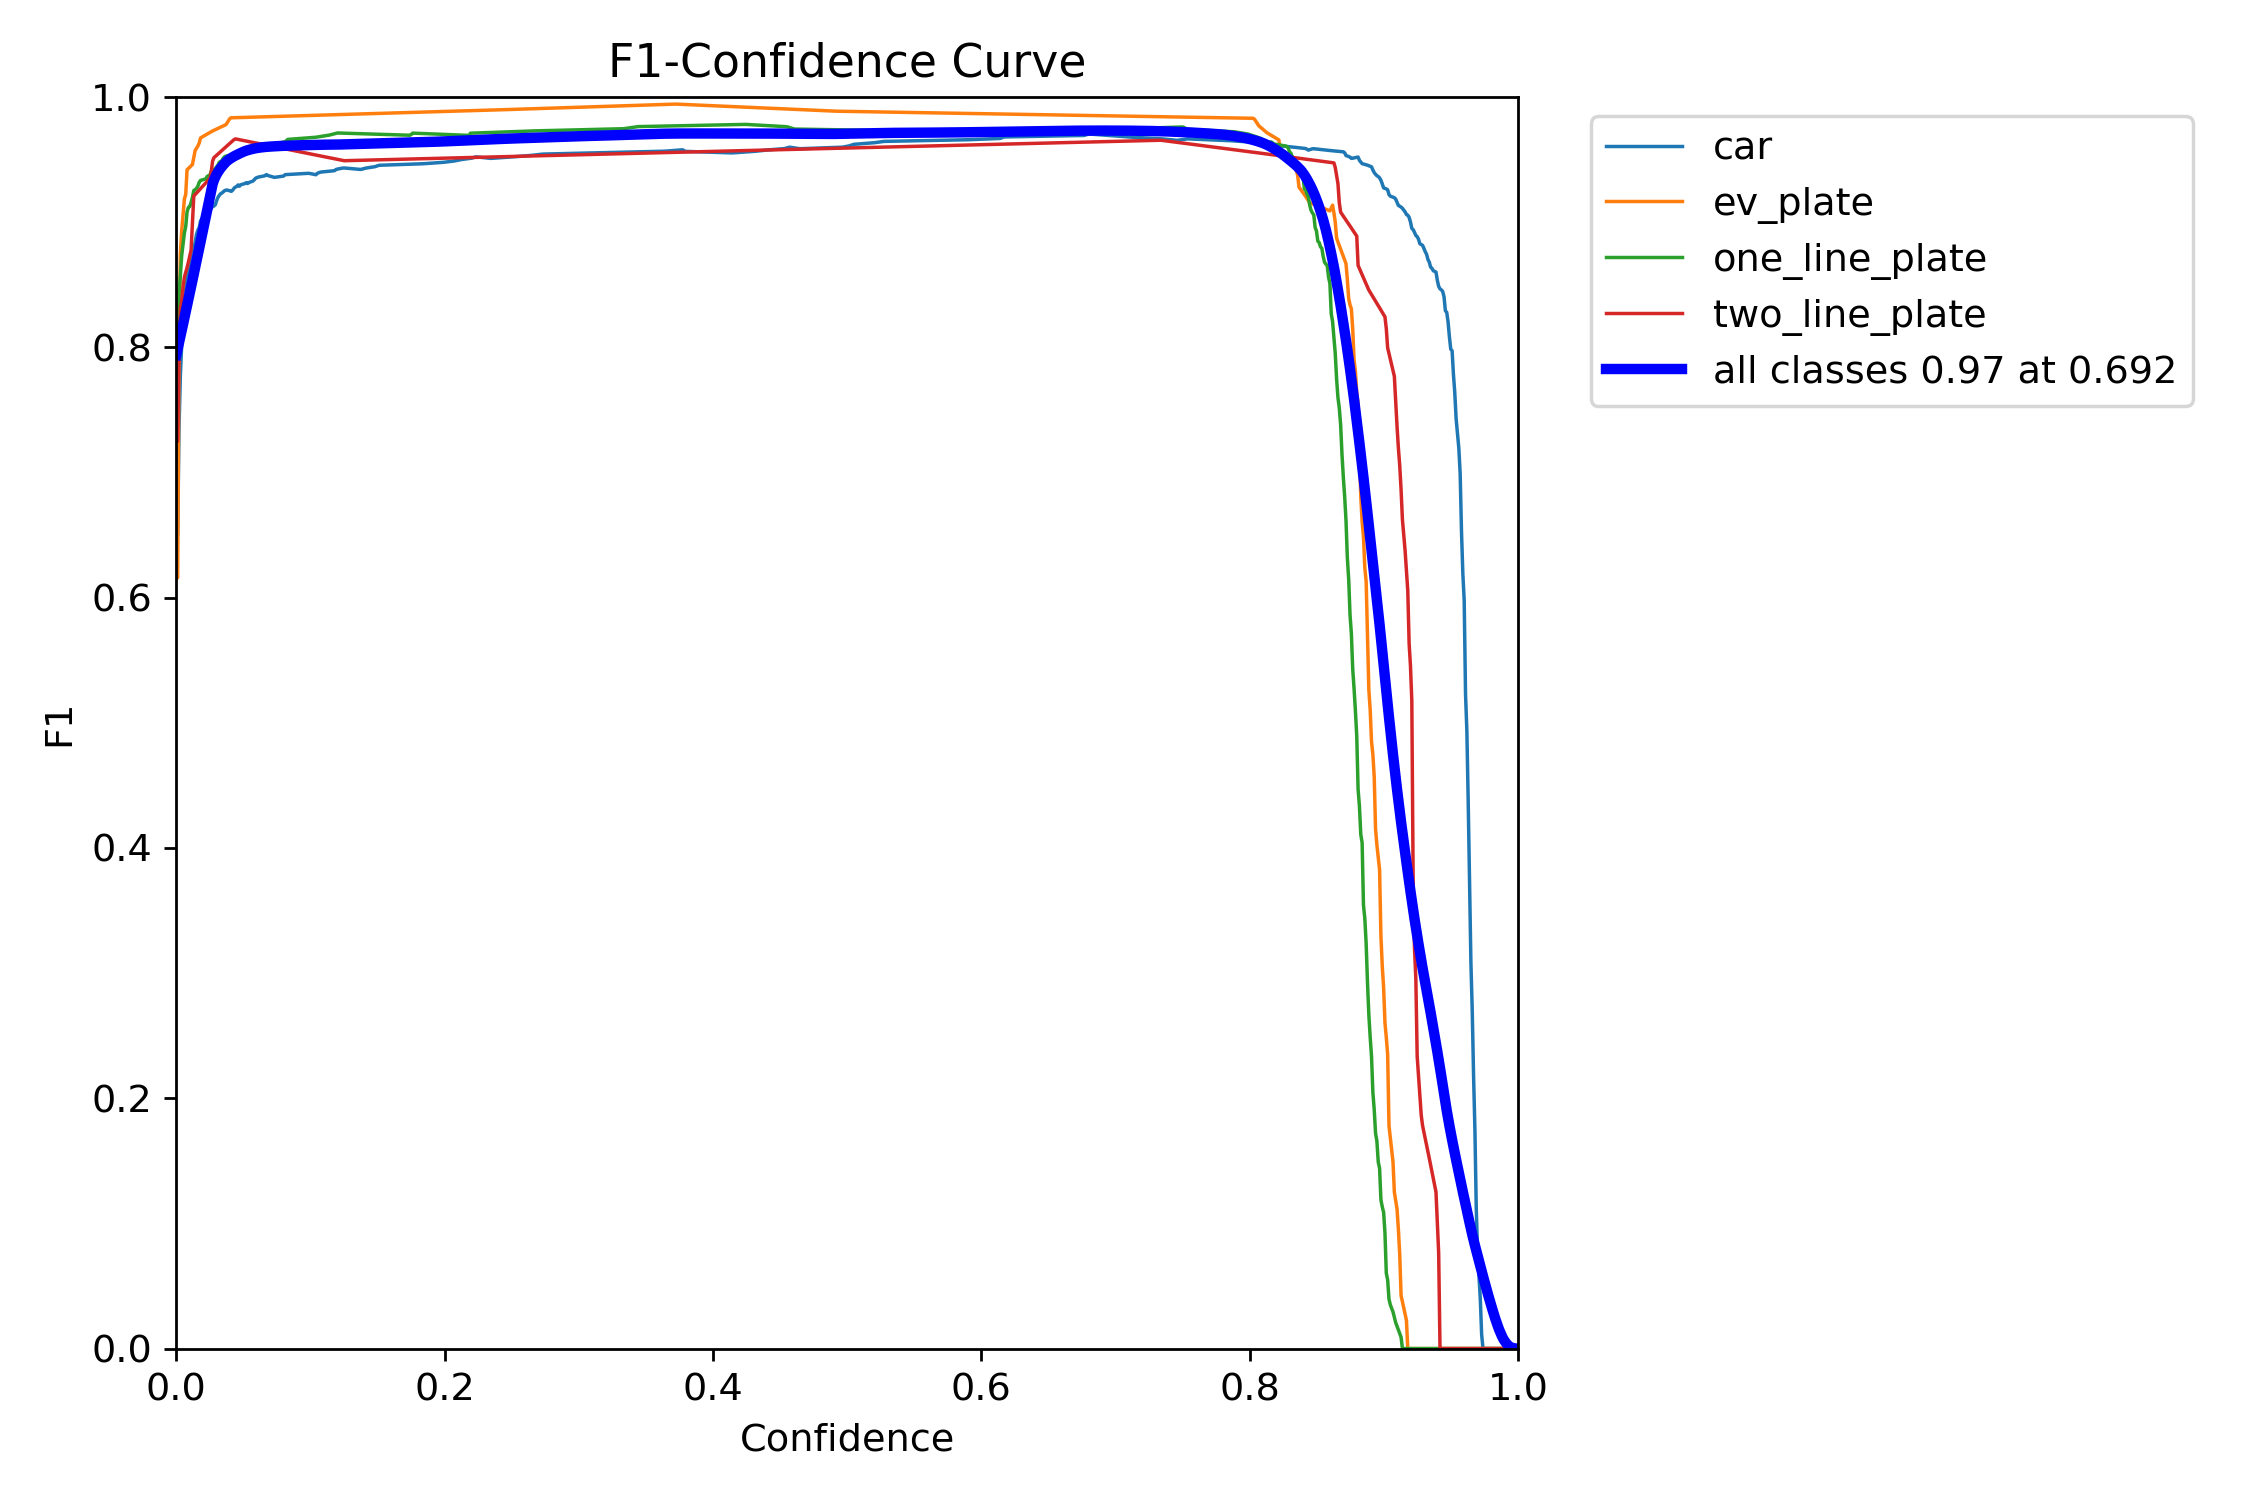 F1-Confidence Curve
1.0
0.8
0.6
0.4
0.2
0.0
F1
0.0 0.2 0.4 0.6 0.8 1.0
Confidence
car
ev_plate
one_line_plate
two_line_plate
all classes 0.97 at 0.692